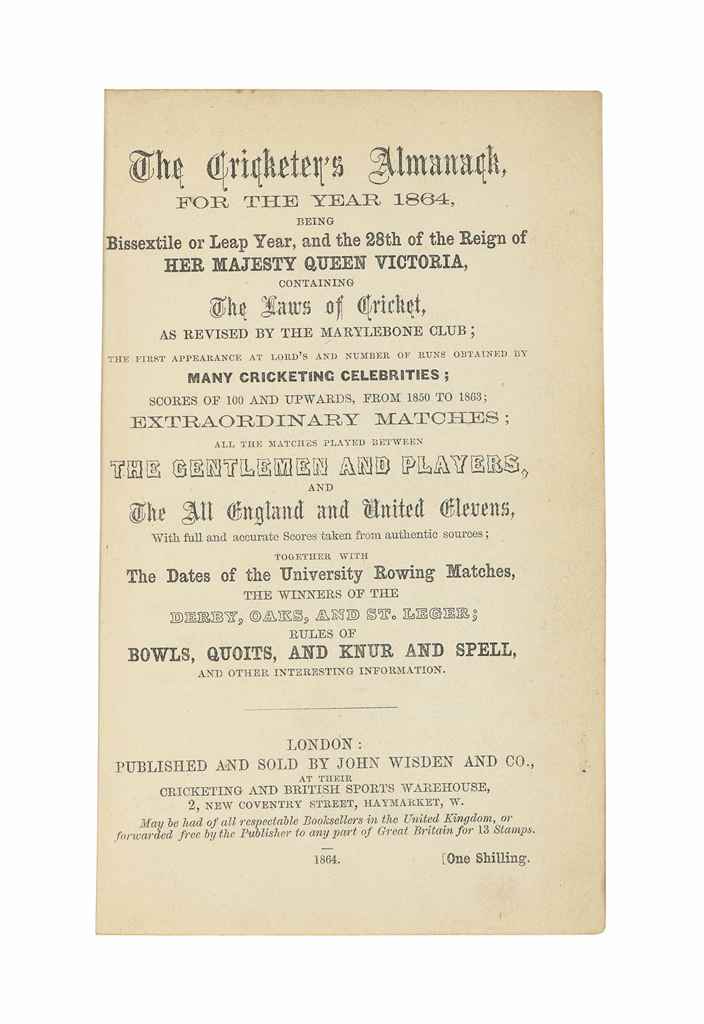 The Cricketer's Almanack,
FOR THE YEAR 1864,
BEING
Bissextile or Leap Year, and the 28th of the Reign of
HER MAJESTY QUEEN VICTORIA,
CONTAINING
The Laws of Cricket,
AS REVISED BY THE MARYLEBONE CLUB;
THE FIRST APPEARANCE AT LORD'S AND NUMBER OF RUNS OBTAINED BY
MANY CRICKETING CELEBRITIES;
SCORES OF 100 AND UPWARDS, FROM 1850 TO 1863;
EXTRAORDINARY MATCHES;
ALL THE MATCHES PLAYED BETWEEN
THE GENTLEMEN AND PLAYERS,
AND
The All England and United Elevens,
With full and accurate Scores taken from authentic sources;
TOGETHER WITH
The Dates of the University Rowing Matches,
THE WINNERS OF THE
DERBY, OAKS, AND ST. LEGER;
RULES OF
BOWLS, QUOITS, AND KNUR AND SPELL,
AND OTHER INTERESTING INFORMATION.
LONDON:
PUBLISHED AND SOLD BY JOHN WISDEN AND CO.,
AT THEIR
CRICKETING AND BRITISH SPORTS WAREHOUSE,
2, NEW COVENTRY STREET, HAYMARKET, W.
May be had of all respectable Booksellers in the United Kingdom, or
forwarded free by the Publisher to any part of Great Britain for 13 Stamps.
1864. [One Shilling.